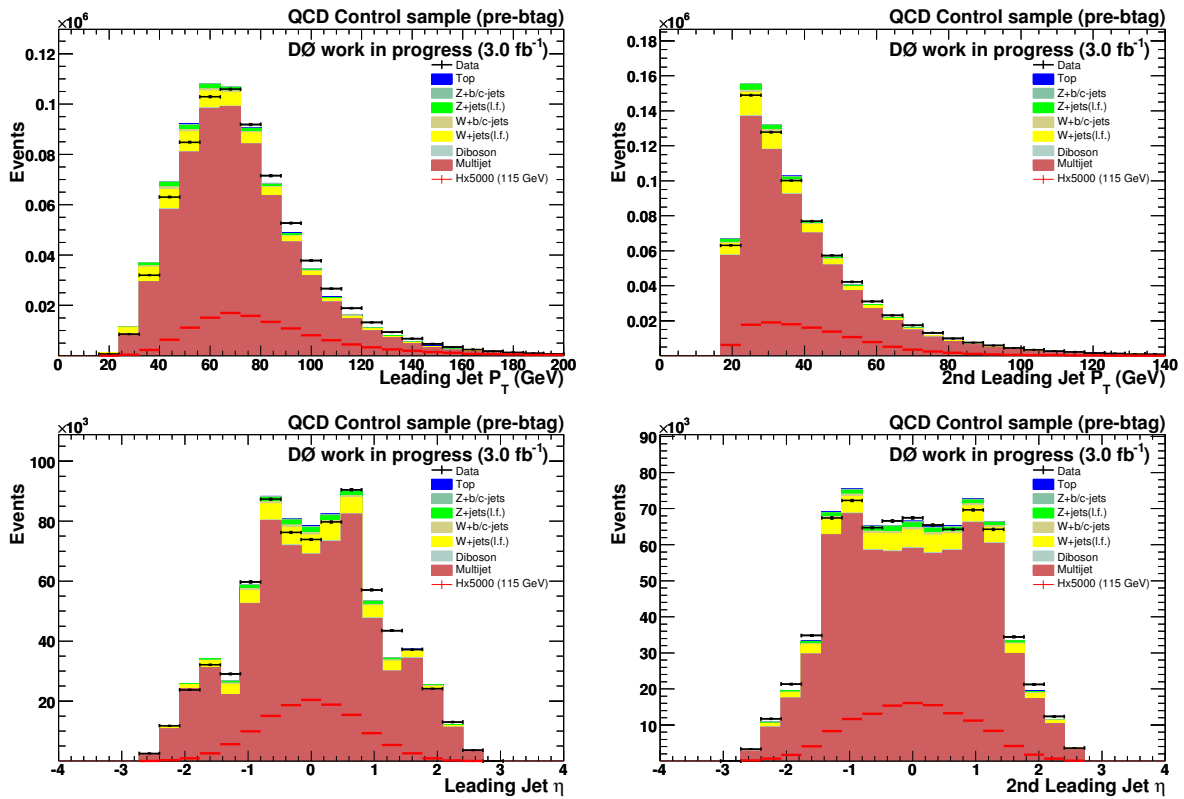 ×10⁶ QCD Control sample (pre-btag)
DØ work in progress (3.0 fb⁻¹)
Data
Top
Z+b/c-jets
Z+jets(l.f.)
W+b/c-jets
W+jets(l.f.)
Diboson
Multijet
Hx5000 (115 GeV)
Events
0.12
0.1
0.08
0.06
0.04
0.02
0 20 40 60 80 100 120 140 160 180 200
Leading Jet P_T (GeV)
×10⁶ QCD Control sample (pre-btag)
DØ work in progress (3.0 fb⁻¹)
Data
Top
Z+b/c-jets
Z+jets(l.f.)
W+b/c-jets
W+jets(l.f.)
Diboson
Multijet
Hx5000 (115 GeV)
Events
0.18
0.16
0.14
0.12
0.1
0.08
0.06
0.04
0.02
0 20 40 60 80 100 120 140
2nd Leading Jet P_T (GeV)
×10³ QCD Control sample (pre-btag)
DØ work in progress (3.0 fb⁻¹)
Data
Top
Z+b/c-jets
Z+jets(l.f.)
W+b/c-jets
W+jets(l.f.)
Diboson
Multijet
Hx5000 (115 GeV)
Events
100
80
60
40
20
-4 -3 -2 -1 0 1 2 3 4
Leading Jet η
×10³ QCD Control sample (pre-btag)
DØ work in progress (3.0 fb⁻¹)
Data
Top
Z+b/c-jets
Z+jets(l.f.)
W+b/c-jets
W+jets(l.f.)
Diboson
Multijet
Hx5000 (115 GeV)
Events
90
80
70
60
50
40
30
20
10
-4 -3 -2 -1 0 1 2 3 4
2nd Leading Jet η